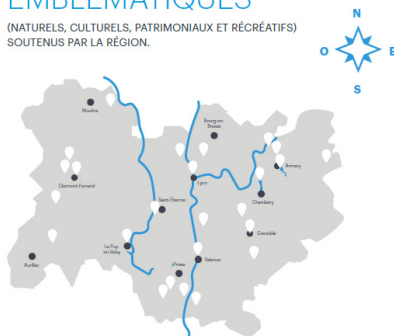 EMBLÉMATIQUES
(NATURELS, CULTURELS, PATRIMONIAUX ET RÉCRÉATIFS)
SOUTENUS PAR LA RÉGION.
N
O
E
S
Moulins
Bourg-en-
Bresse
Annecy
Lyon
Clermont-Ferrand
Chambéry
Saint-Étienne
Grenoble
Le Puy
en-Velay
Privas
Valence
Aurillac